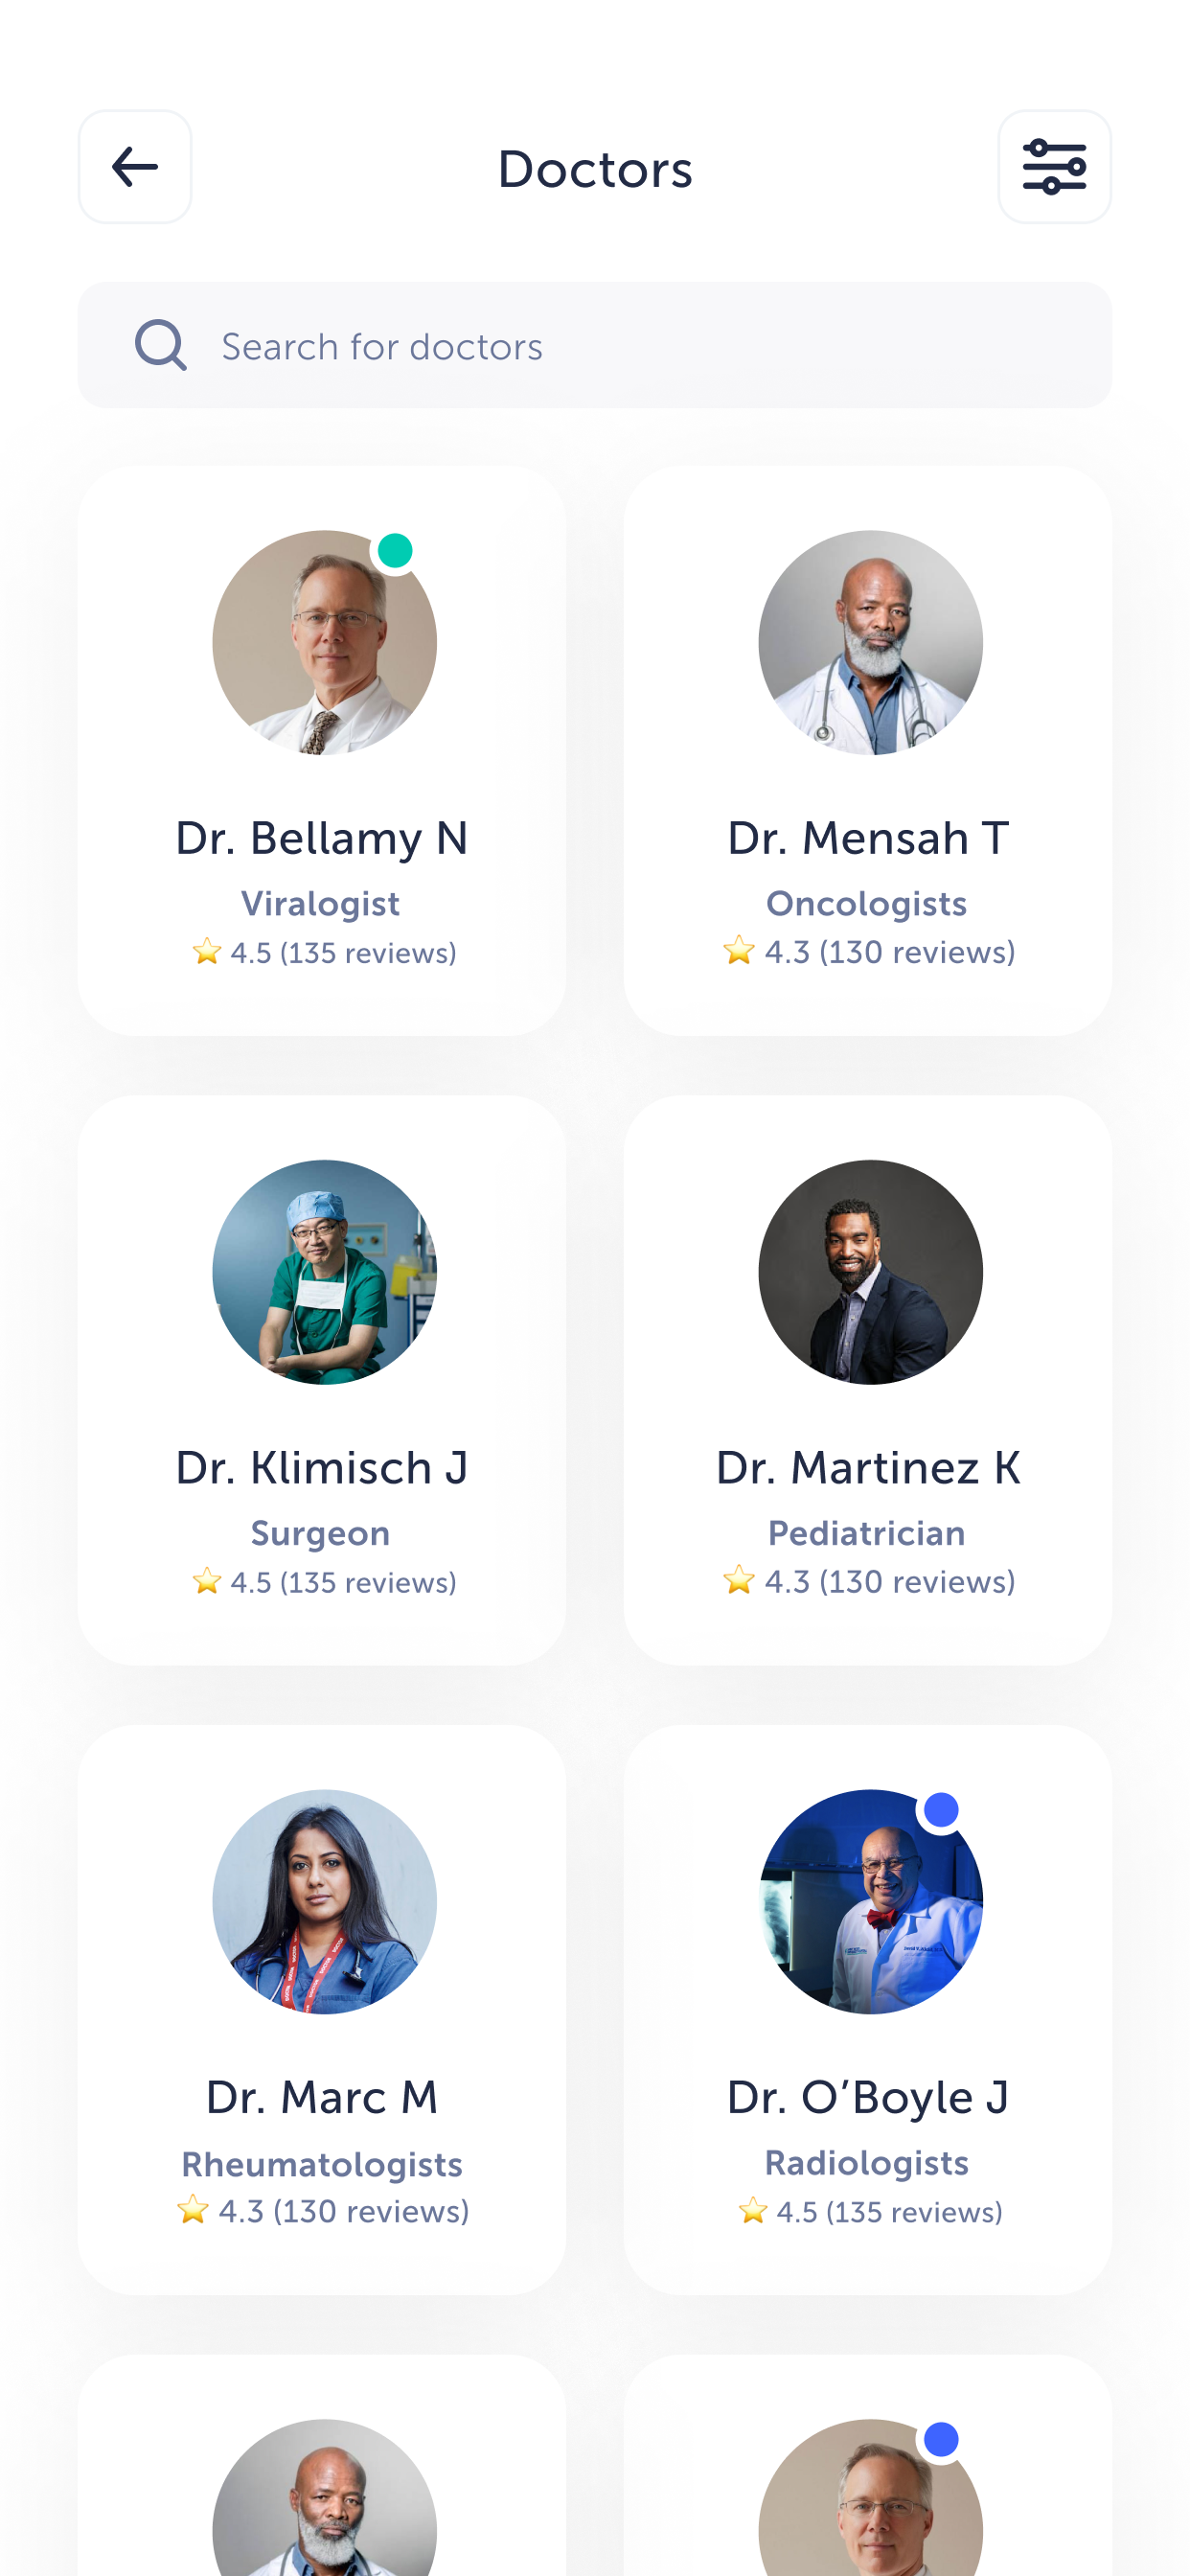 Doctors
Search for doctors
Dr. Bellamy N
Viralogist
4.5 (135 reviews)
Dr. Mensah T
Oncologists
4.3 (130 reviews)
Dr. Klimisch J
Surgeon
4.5 (135 reviews)
Dr. Martinez K
Pediatrician
4.3 (130 reviews)
Dr. Marc M
Rheumatologists
4.3 (130 reviews)
Dr. O’Boyle J
Radiologists
4.5 (135 reviews)